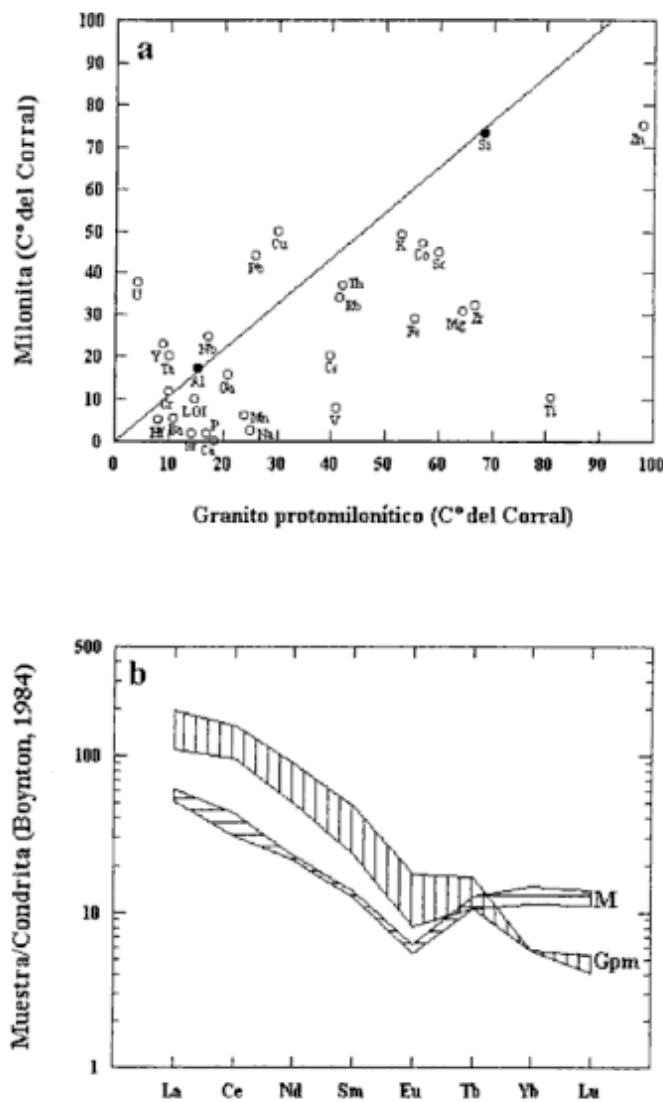 100
a
90
80
Si
Zn
70
60
50
Cu
K
Co
Sc
Pb
40
U
Th
Rb
30
Fe
Mg
Zr
Y
Nb
20
Ta
Cs
Al
Ga
10
Cr
LOI
V
Ti
Hf
Ba
P
Mn
Na
0
Sr
Ca
0 10 20 30 40 50 60 70 80 90 100
Milonita (C° del Corral)
Granito protomilonítico (C° del Corral)
500
b
100
10
M
Gpm
1
La Ce Nd Sm Eu Tb Yb Lu
Muestra/Condrita (Boynton, 1984)